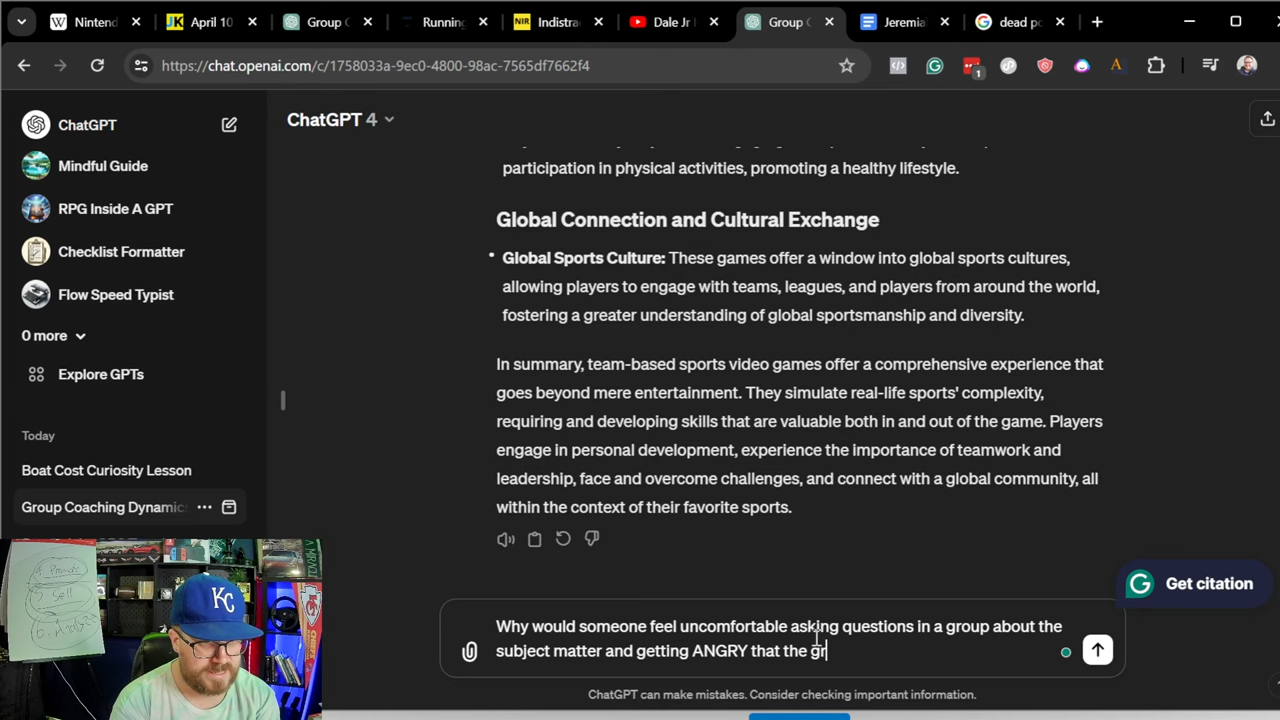 Nintend
April 10
Group C
Running
Indistra
Dale Jr
Group C
Jeremia
dead po
https://chat.openai.com/c/1758033a-9ec0-4800-98ac-7565df7662f4
1
ChatGPT
Mindful Guide
RPG Inside A GPT
Checklist Formatter
Flow Speed Typist
0 more
Explore GPTs
Today
Boat Cost Curiosity Lesson
Group Coaching Dynamics
ChatGPT 4
participation in physical activities, promoting a healthy lifestyle.
Global Connection and Cultural Exchange
• Global Sports Culture: These games offer a window into global sports cultures,
allowing players to engage with teams, leagues, and players from around the world,
fostering a greater understanding of global sportsmanship and diversity.
In summary, team-based sports video games offer a comprehensive experience that
goes beyond mere entertainment. They simulate real-life sports' complexity,
requiring and developing skills that are valuable both in and out of the game. Players
engage in personal development, experience the importance of teamwork and
leadership, face and overcome challenges, and connect with a global community, all
within the context of their favorite sports.
Get citation
Why would someone feel uncomfortable asking questions in a group about the
subject matter and getting ANGRY that the gr
ChatGPT can make mistakes. Consider checking important information.
KC